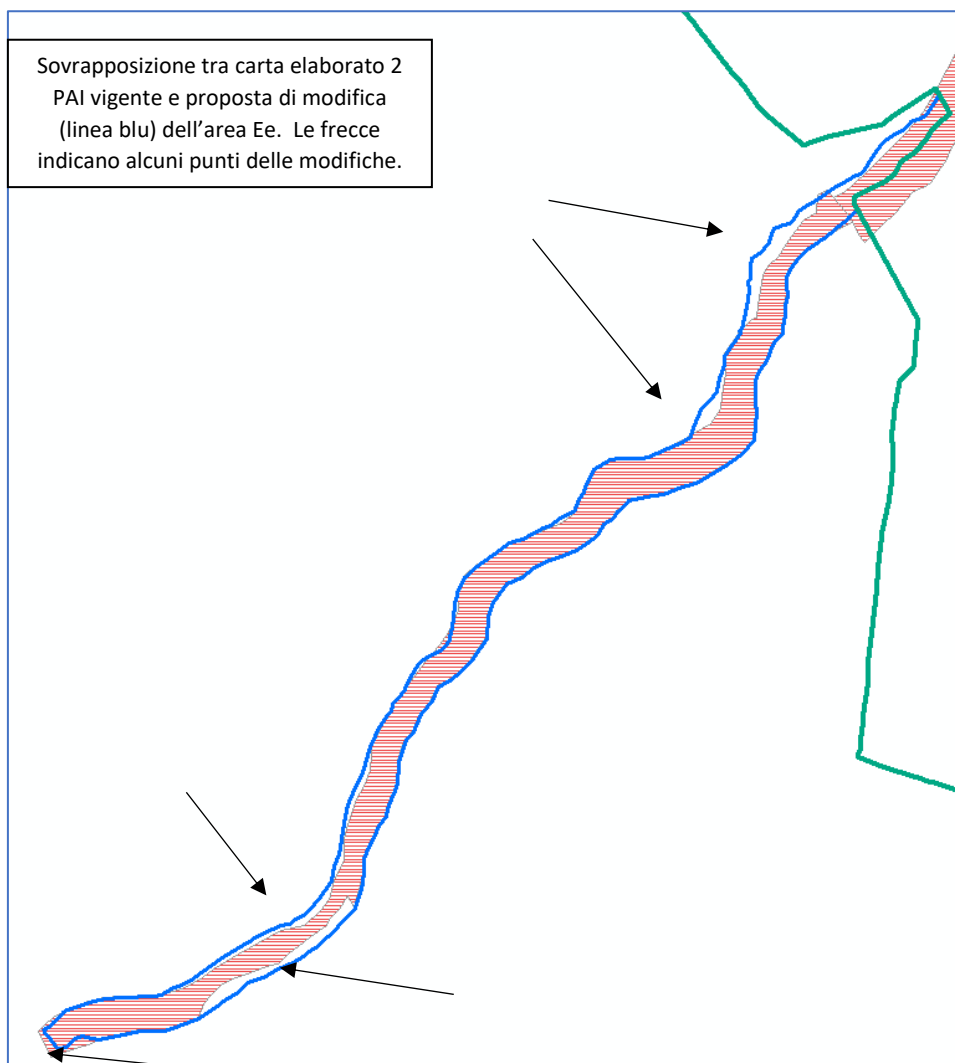 Sovrapposizione tra carta elaborato 2
PAI vigente e proposta di modifica
(linea blu) dell’area Ee.  Le frecce
indicano alcuni punti delle modifiche.